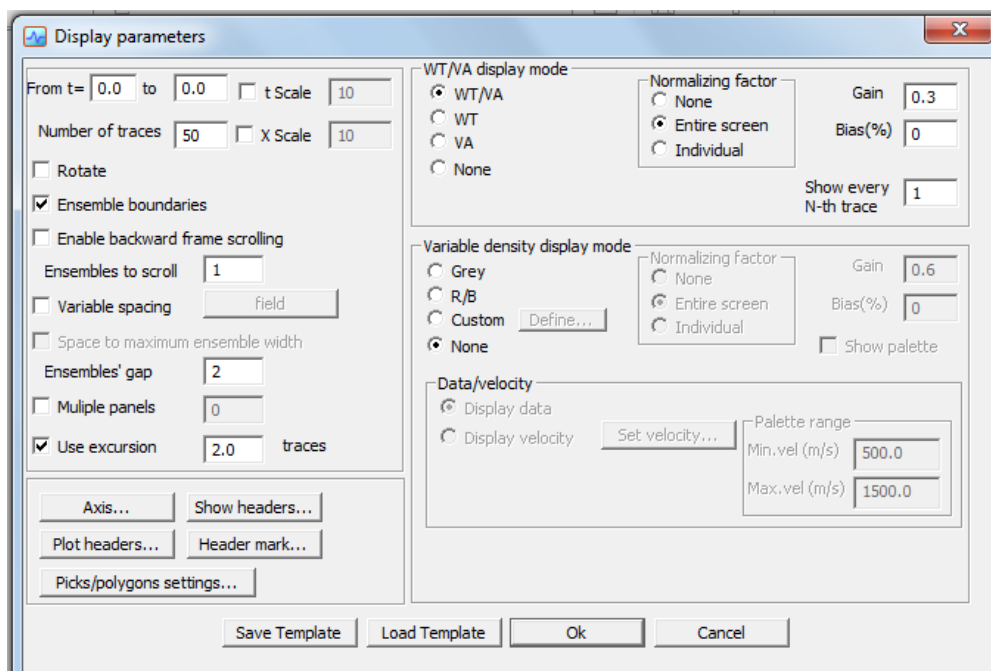 Display parameters
From t= 0.0 to 0.0 t Scale 10
Number of traces 50 X Scale 10
Rotate
Ensemble boundaries
Enable backward frame scrolling
Ensembles to scroll 1
Variable spacing field
Space to maximum ensemble width
Ensembles' gap 2
Muliple panels 0
Use excursion 2.0 traces
Axis... Show headers...
Plot headers... Header mark...
Picks/polygons settings...
WT/VA display mode
WT/VA
WT
VA
None
Normalizing factor
None
Entire screen
Individual
Gain 0.3
Bias(%) 0
Show every
N-th trace 1
Variable density display mode
Grey
R/B
Custom Define...
None
Normalizing factor
None
Entire screen
Individual
Gain 0.6
Bias(%) 0
Show palette
Data/velocity
Display data
Display velocity Set velocity...
Palette range
Min.vel (m/s) 500.0
Max.vel (m/s) 1500.0
Save Template Load Template Ok Cancel